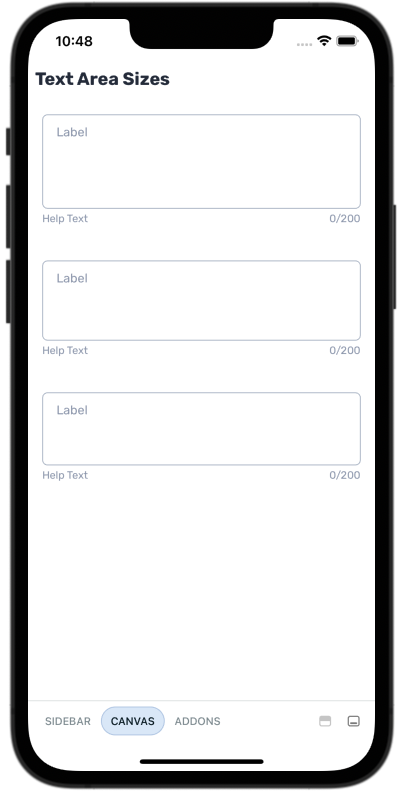 10:48
Text Area Sizes
Label
Help Text 0/200
Label
Help Text 0/200
Label
Help Text 0/200
SIDEBAR CANVAS ADDONS